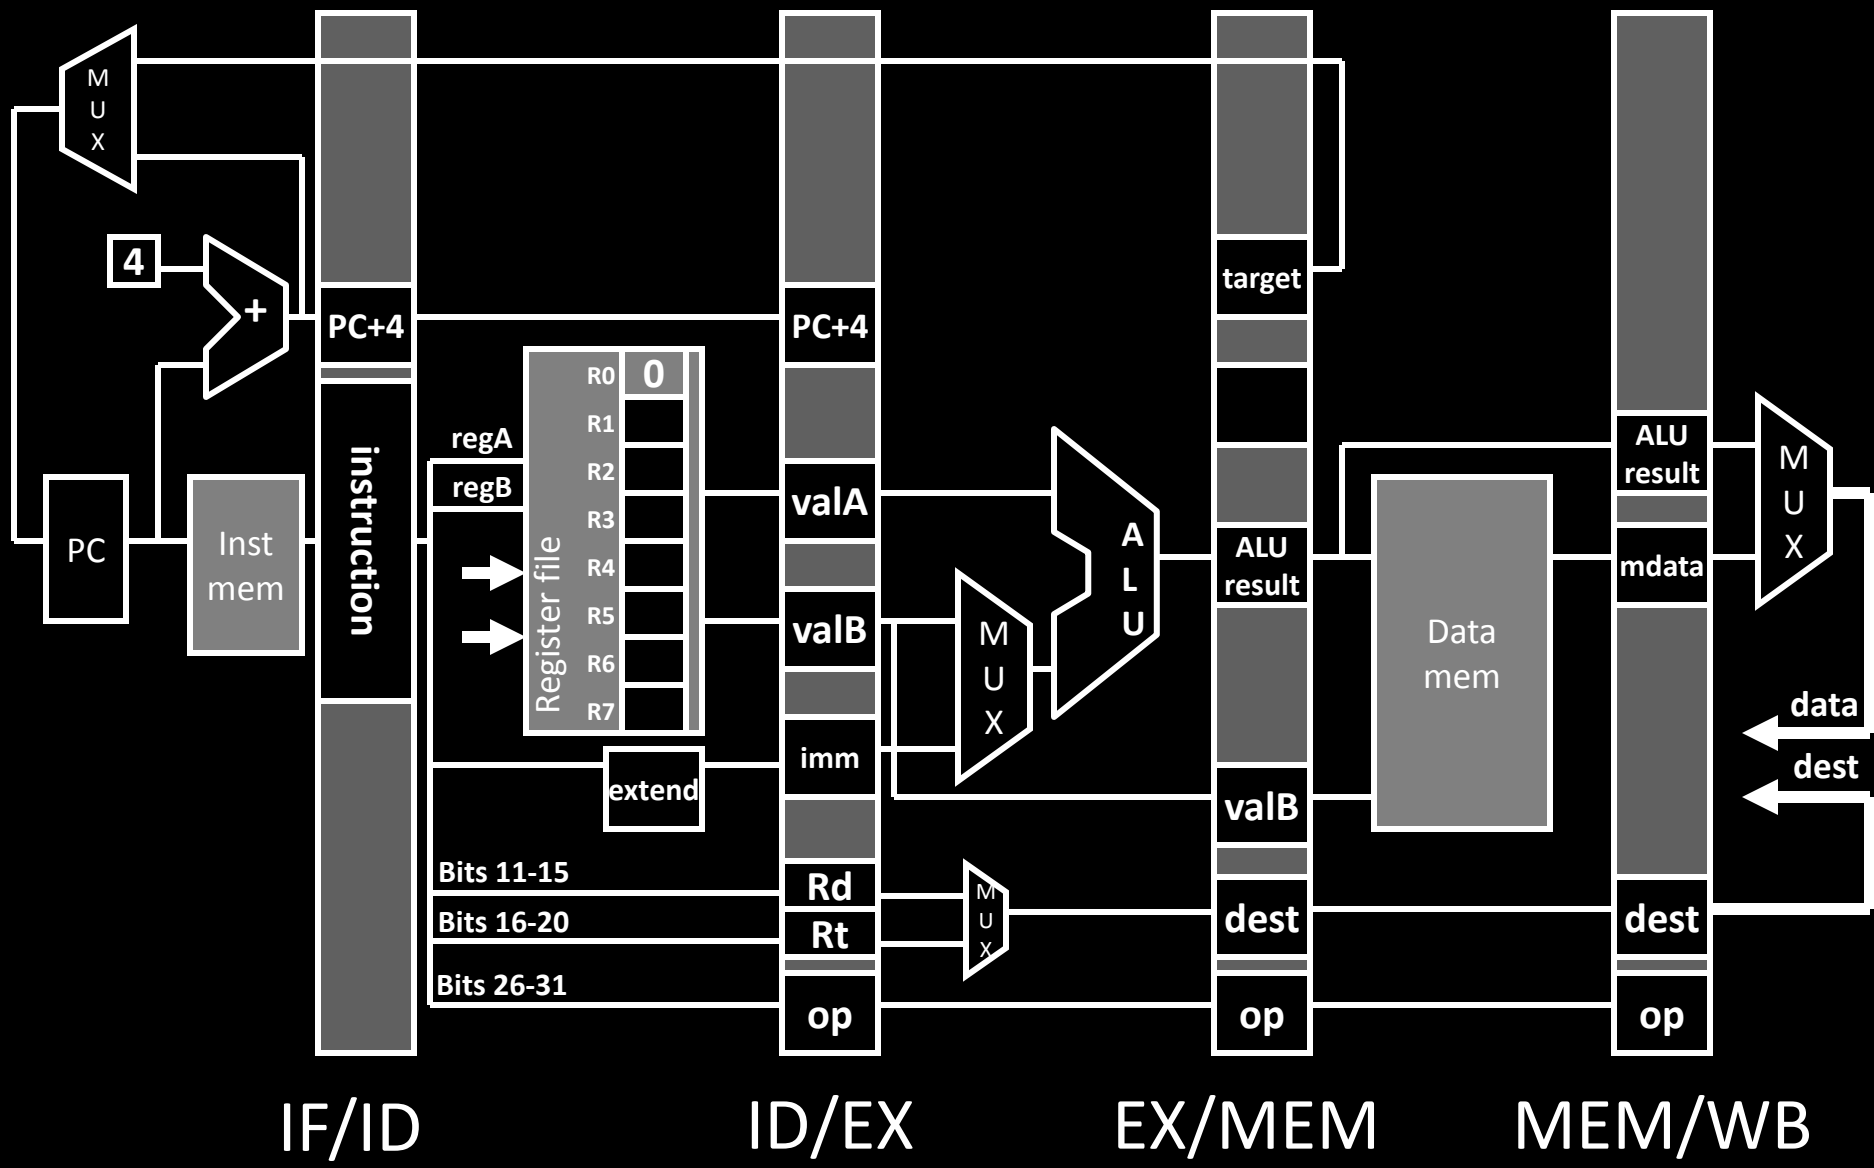 M
U
X
4
+
target
PC+4
PC+4
R0
0
R1
regA
R2
regB
R3
R4
R5
R6
R7
Register file
instruction
PC
Inst
mem
valA
valB
imm
extend
A
L
U
M
U
X
ALU
result
ALU
result
mdata
M
U
X
Data
mem
data
dest
valB
Bits 11-15
Rd
M
U
X
Bits 16-20
Rt
dest
dest
Bits 26-31
op
op
op
IF/ID
ID/EX
EX/MEM
MEM/WB